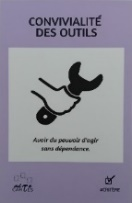 CONVIVIALITÉ
DES OUTILS
Avoir du pouvoir d'agir
sans dépendance.